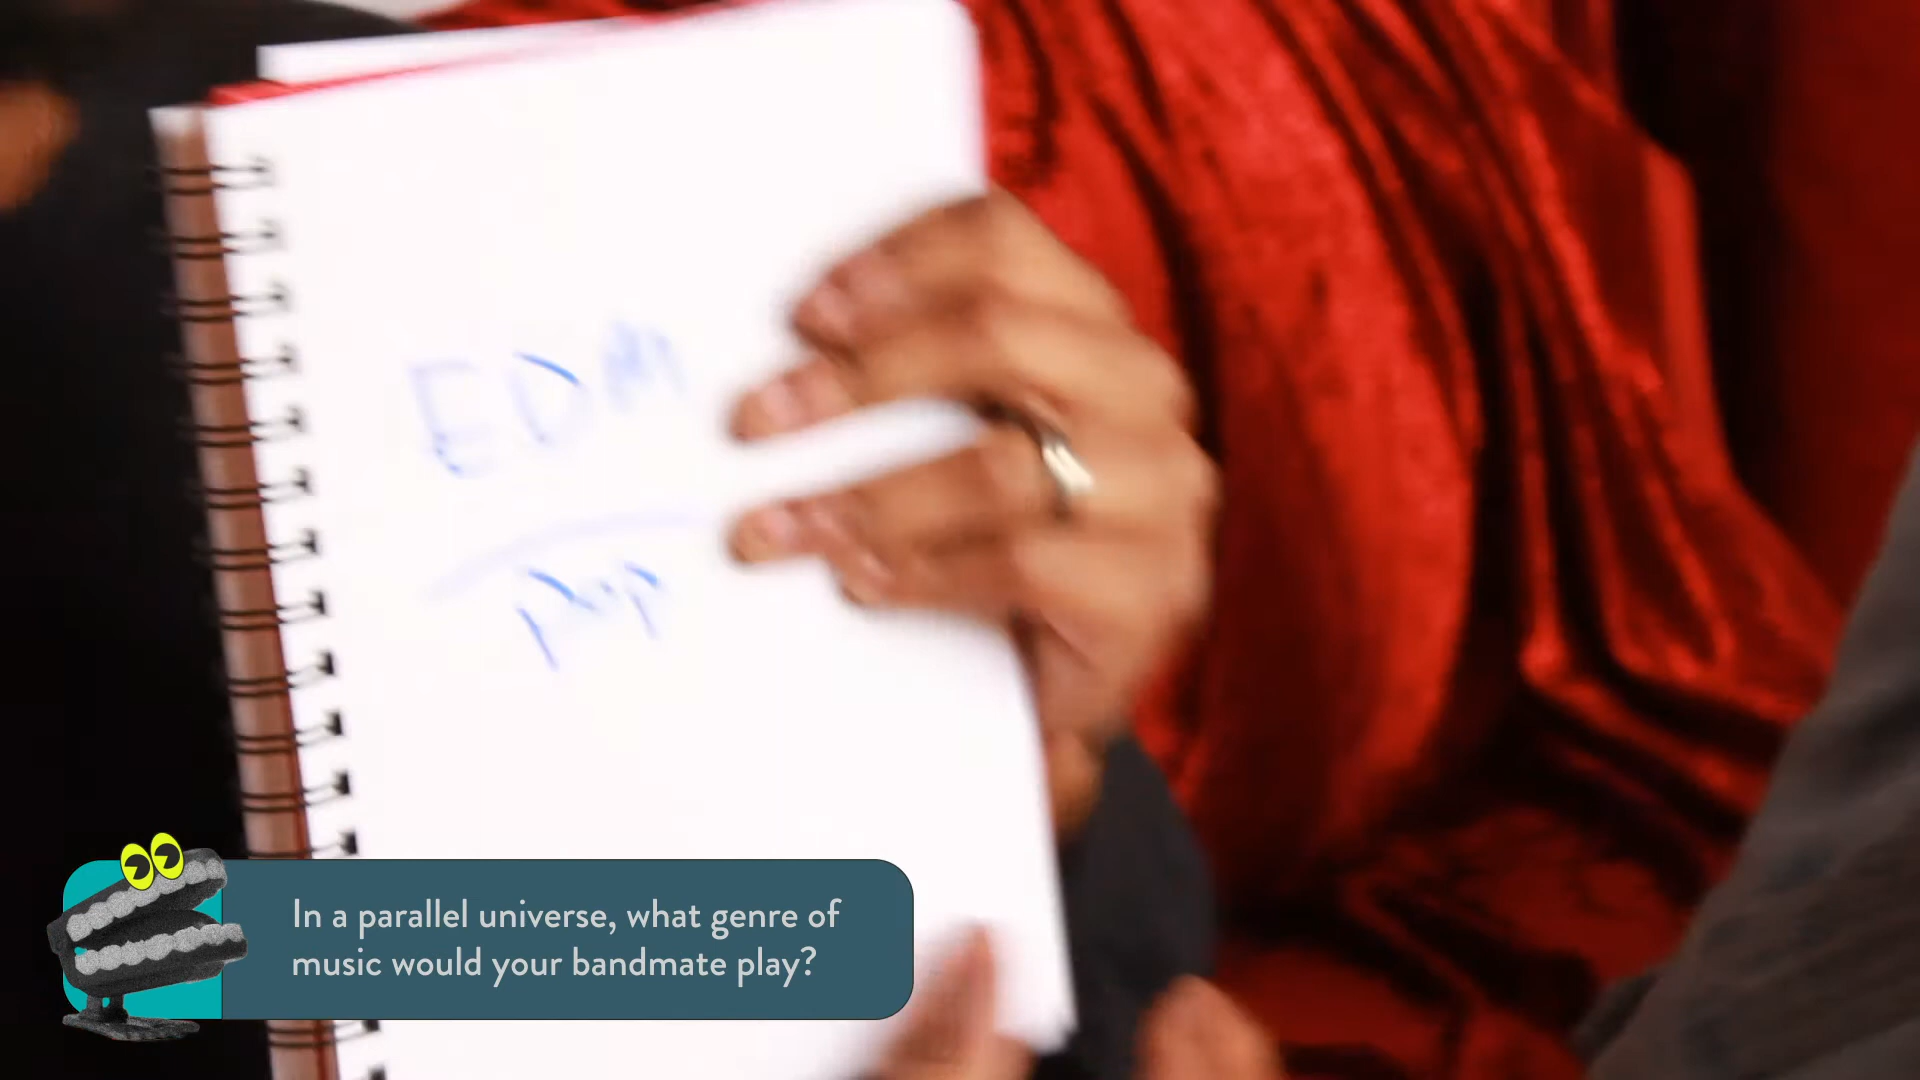 EDM
In a parallel universe, what genre of
music would your bandmate play?